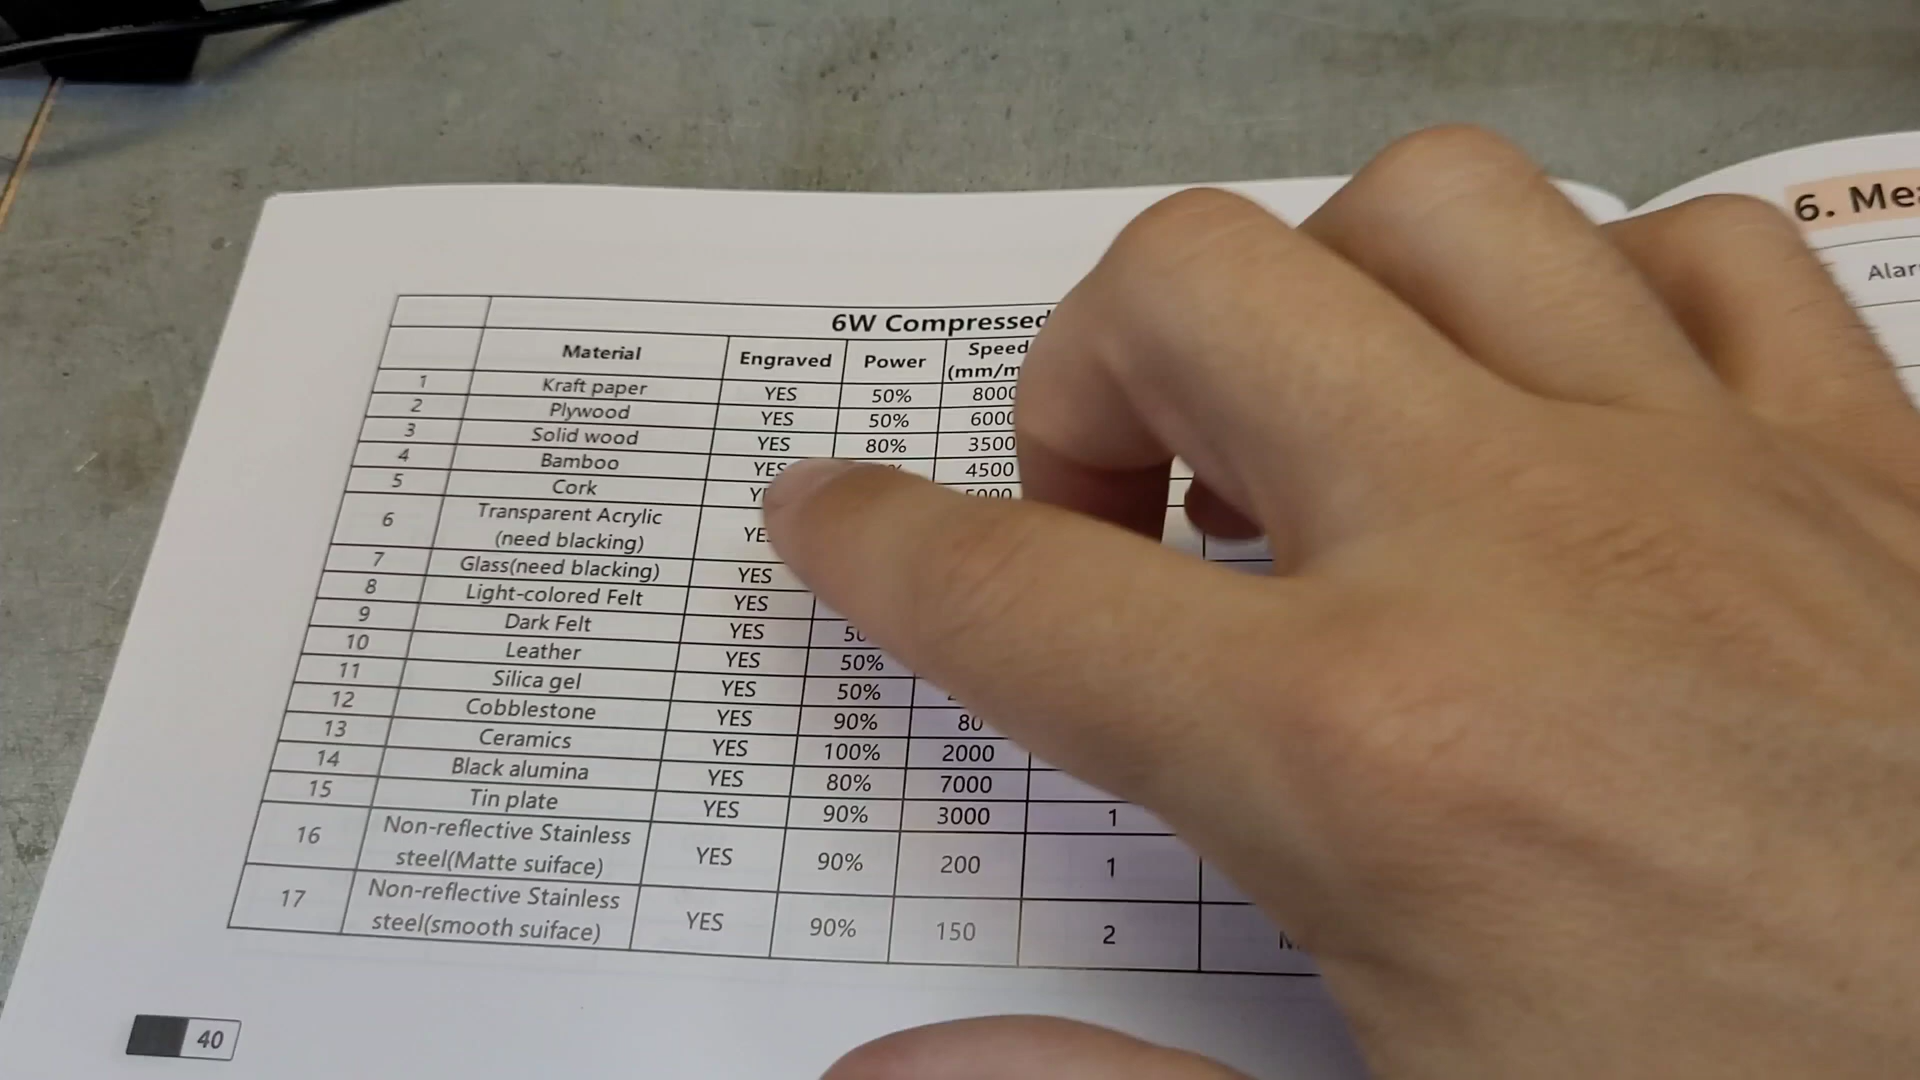 6. Me
Alar
6W Compressed
Material Engraved Power Speed (mm/m
1 Kraft paper YES 50% 8000
2 Plywood YES 50% 6000
3 Solid wood YES 80% 3500
4 Bamboo YES 4500
5 Cork 5000
6 Transparent Acrylic (need blacking) YES
7 Glass(need blacking) YES
8 Light-colored Felt YES
9 Dark Felt YES
10 Leather YES 50%
11 Silica gel YES 50%
12 Cobblestone YES 90% 80
13 Ceramics YES 100% 2000
14 Black alumina YES 80% 7000
15 Tin plate YES 90% 3000 1
16 Non-reflective Stainless steel(Matte suiface) YES 90% 200 1
17 Non-reflective Stainless steel(smooth suiface) YES 90% 150 2
40